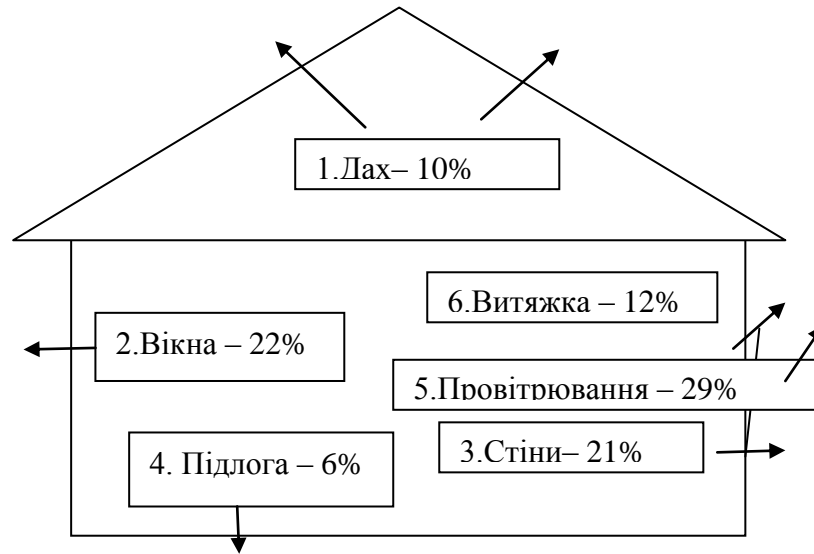 1.Дах– 10%
6.Витяжка – 12%
2.Вікна – 22%
5.Провітрювання – 29%
3.Стіни– 21%
4. Підлога – 6%